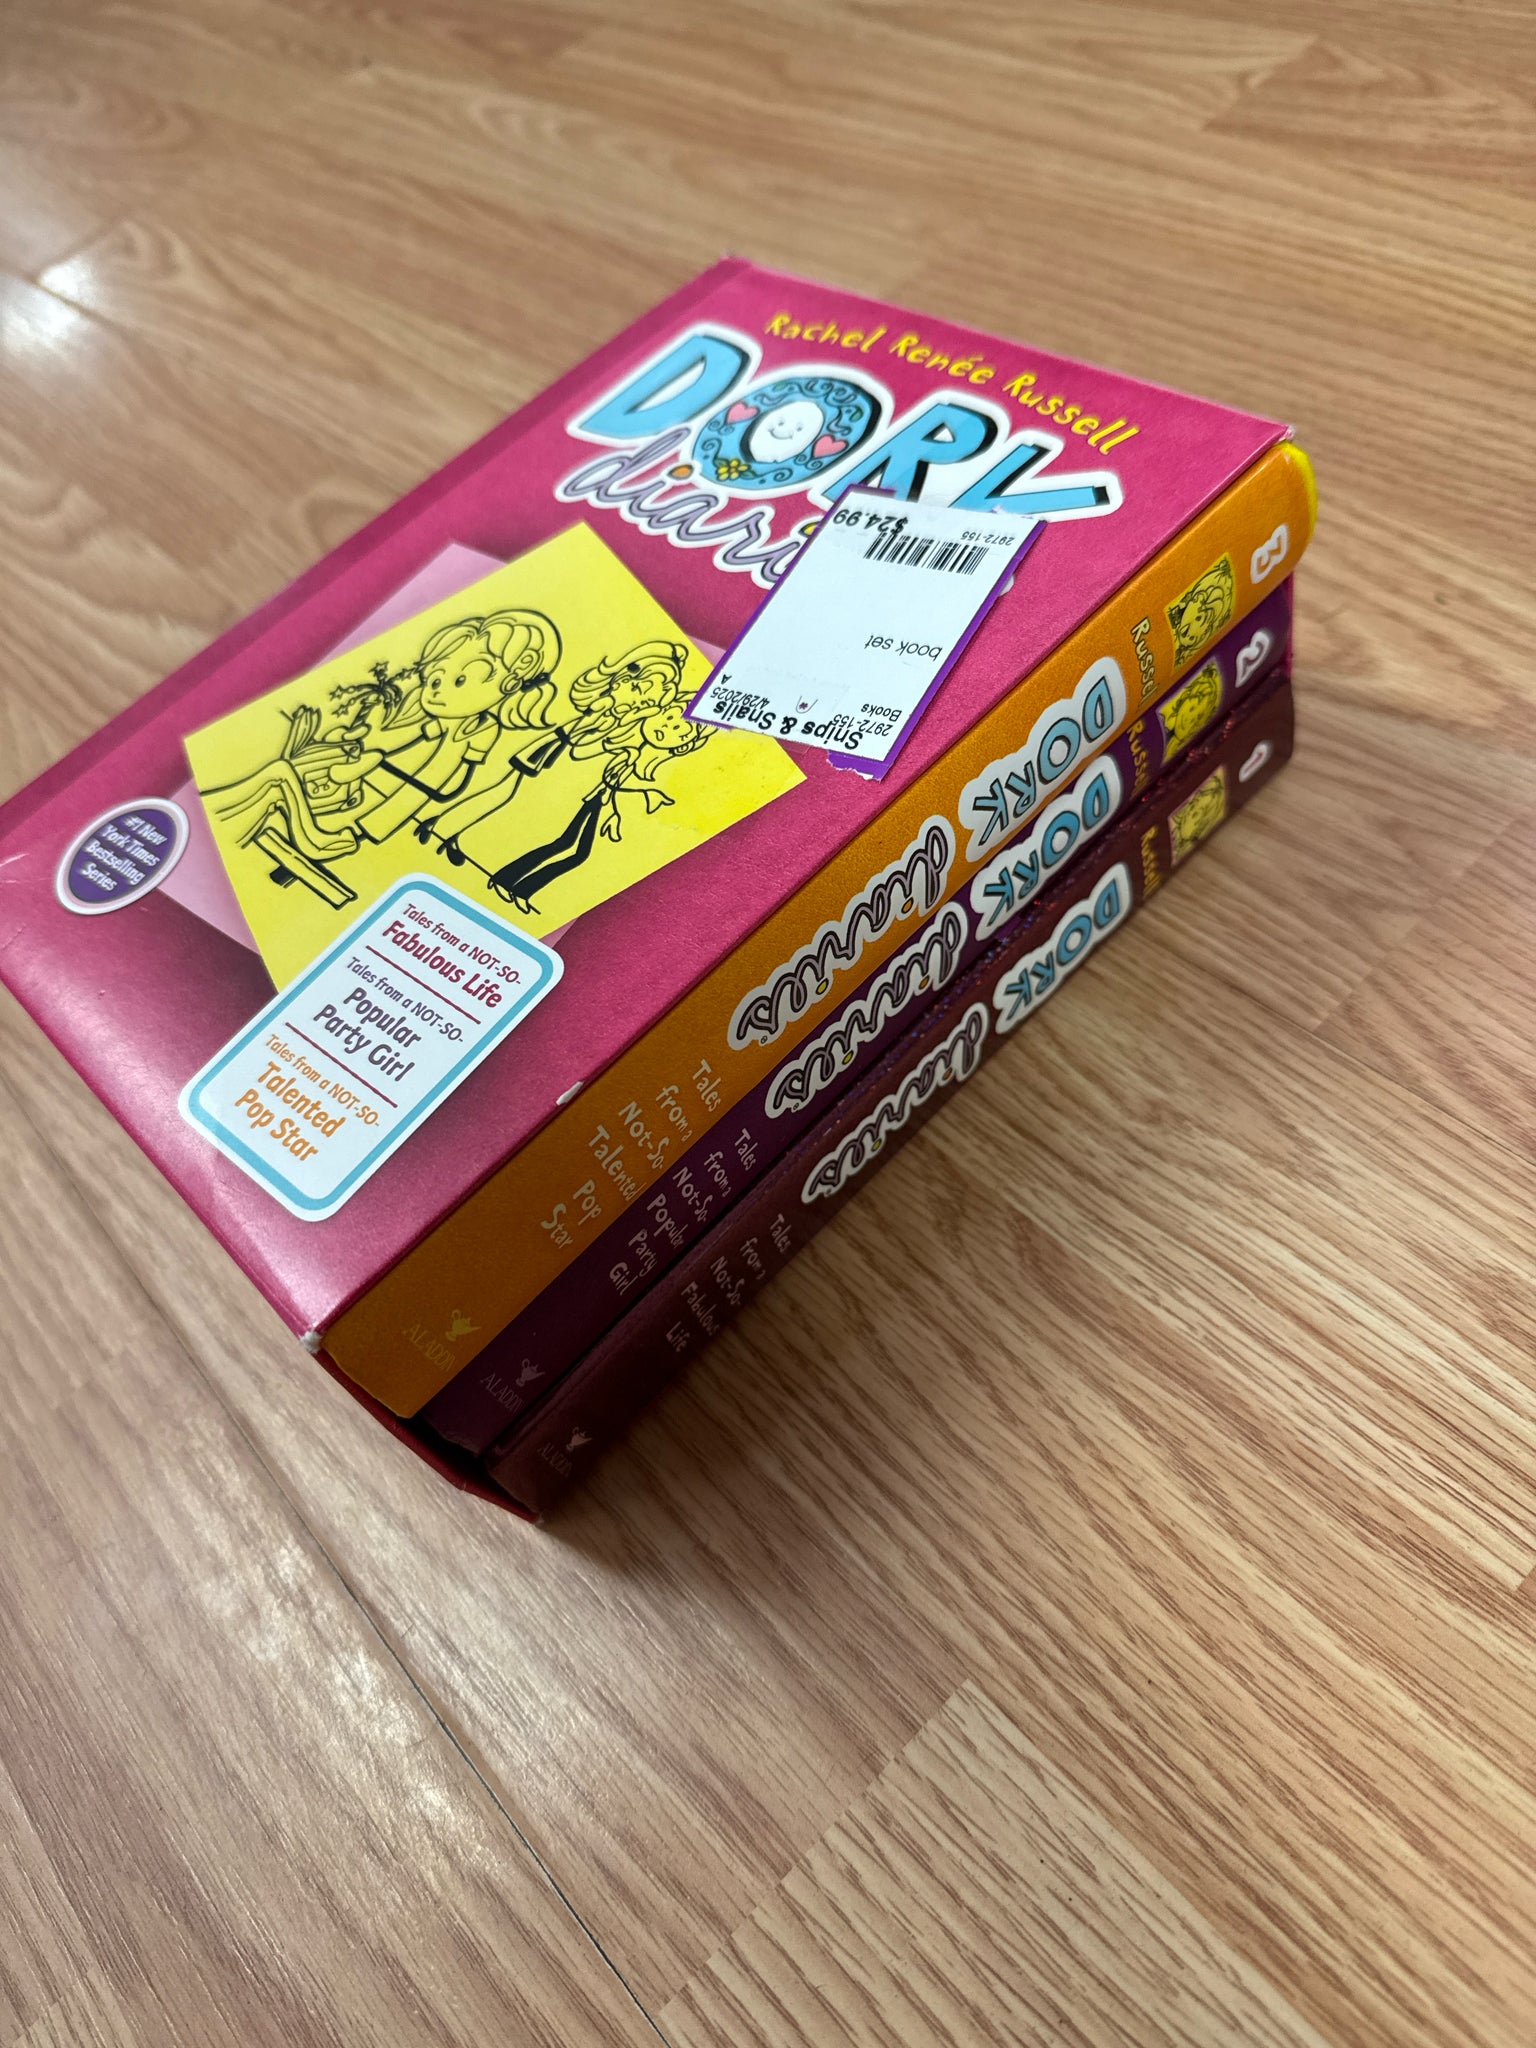 Rachel Renée Russell
DORK
diari
$24.99
2972-155
book set
Snips & Snails
2972-155
4/29/2025
Books
A
#1 New
York Times
Bestselling
Series
Tales from a NOT-SO-
Fabulous Life
Tales from a NOT-SO-
Popular
Party Girl
Tales from a NOT-SO-
Talented
Pop Star
3
Russell
DORK
diaries
Tales
from a
Not-So-
Talented
Pop
Star
ALADDIN
2
Russell
DORK
diaries
Tales
from a
Not-So-
Popular
Party
Girl
ALADDIN
1
Russell
DORK
diaries
Tales
from a
Not-So-
Fabulous
Life
ALADDIN